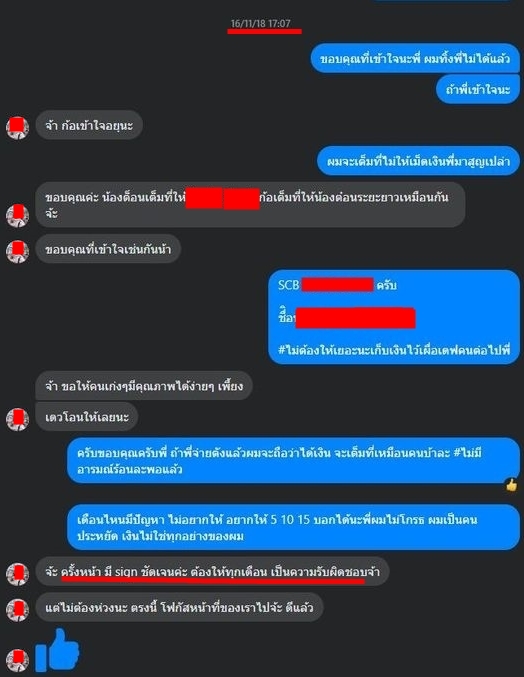 16/11/18 17:07
ขอบคุณที่เข้าใจนะพี่ ผมทิ้งพี่ไม่ได้แล้ว
ถ้าพี่เข้าใจนะ
จ้า ก้อเข้าใจอยุนะ
ผมจะเต็มที่ไม่ให้เม็ดเงินพี่มาสูญเปล่า
ขอบคุณค่ะ น้องต็อนเต็มที่ให้ ก้อเต็มที่ให้น้องต่อนระยะยาวเหมือนกัน
จ้ะ
ขอบคุณที่เข้าใจเช่นกันน้า
SCB ครับ
ชื่อ
#ไม่ต้องให้เยอะนะเก็บเงินไว้เผื่อเดฟคนต่อไปพี่
จ้า ขอให้คนเก่งๆมีคุณภาพได้ง่ายๆ เพี้ยง
เดวโอนให้เลยนะ
ครับขอบคุณครับพี่ ถ้าพี่จ่ายตังแล้วผมจะถือว่าได้เงิน จะเต็มที่เหมือนคนบ้าละ #ไม่มี
อารมณ์ร้อนละพอแล้ว
เดือนไหนมีปัญหา ไม่อยากให้ อยากให้ 5 10 15 บอกได้นะพี่ผมไม่โกรธ ผมเป็นคน
ประหยัด เงินไม่ใช่ทุกอย่างของผม
จ้ะ ครั้งหน้า มี sign ชัดเจนค่ะ ต้องให้ทุกเดือน เป็นความรับผิดชอบจ้า
แต่ไม่ต้องห่วงนะ ตรงนี้ โฟกัสหน้าที่ของเราไปจ้ะ ดีแล้ว